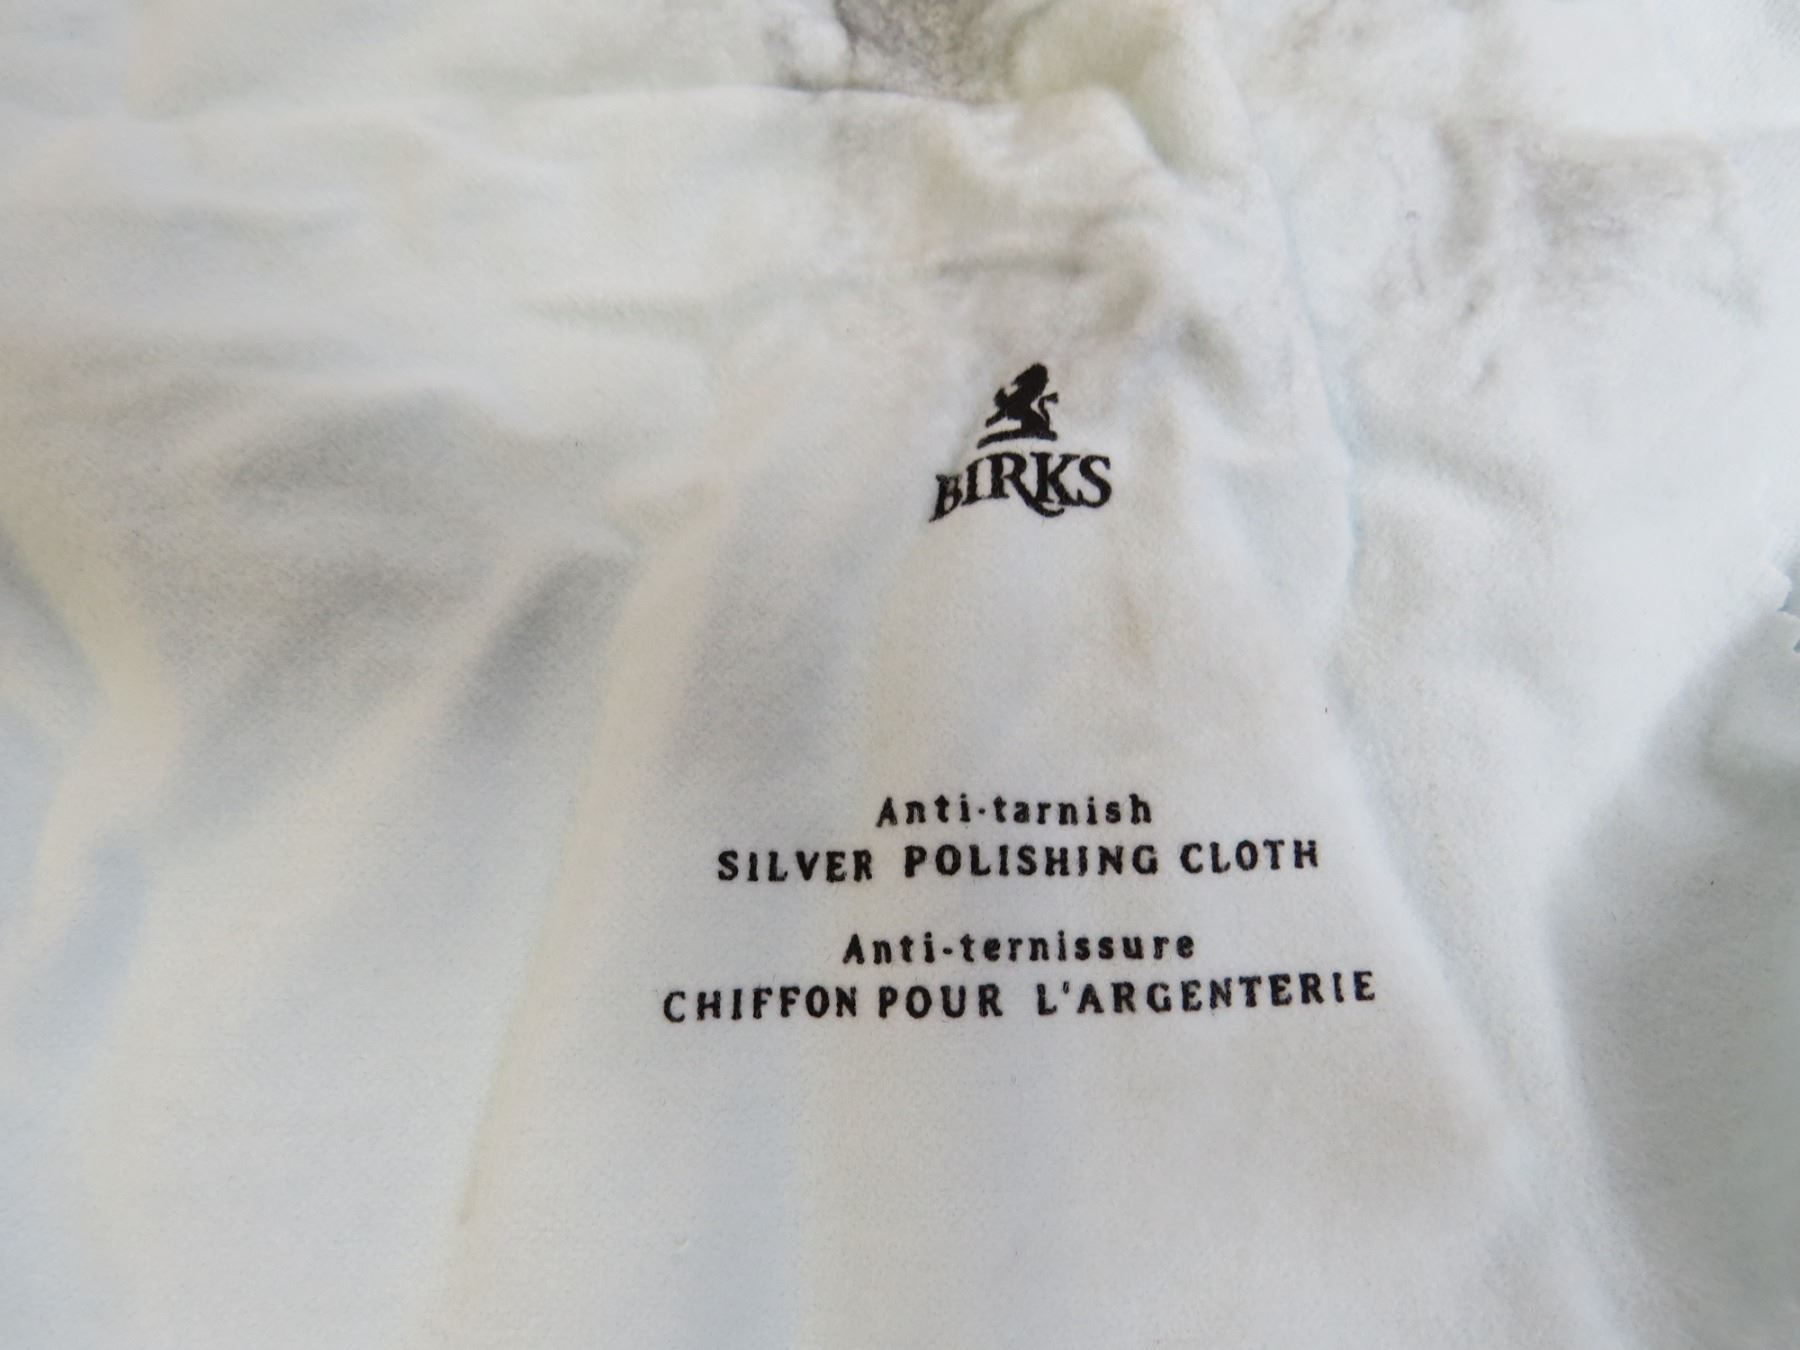 BIRKS
Anti-tarnish
SILVER POLISHING CLOTH
Anti-ternissure
CHIFFON POUR L'ARGENTERIE